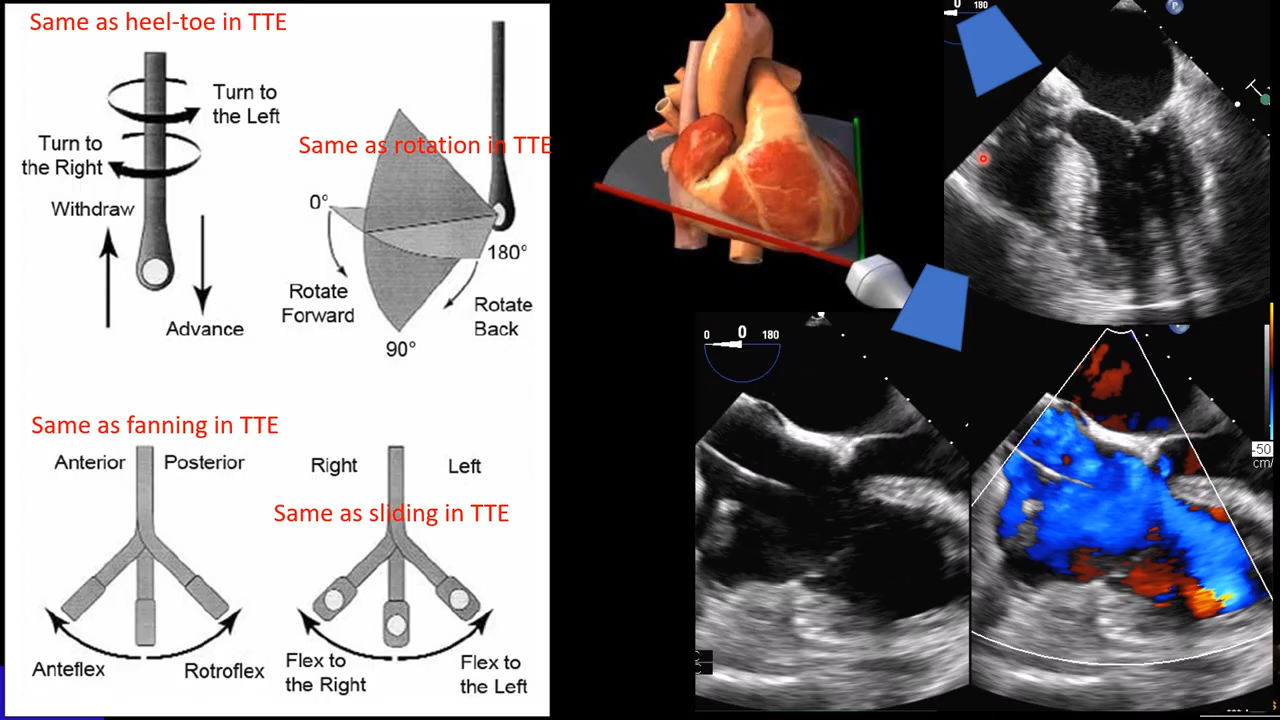 Same as heel-toe in TTE
Turn to
the Left
Turn to
the Right
Withdraw
Advance
Same as rotation in TTE
0°
180°
Rotate
Forward
Rotate
Back
90°
Same as fanning in TTE
Anterior
Posterior
Anteflex
Rotroflex
Right
Left
Same as sliding in TTE
Flex to
the Right
Flex to
the Left
0 180
P
0 0 180
-50
cm/